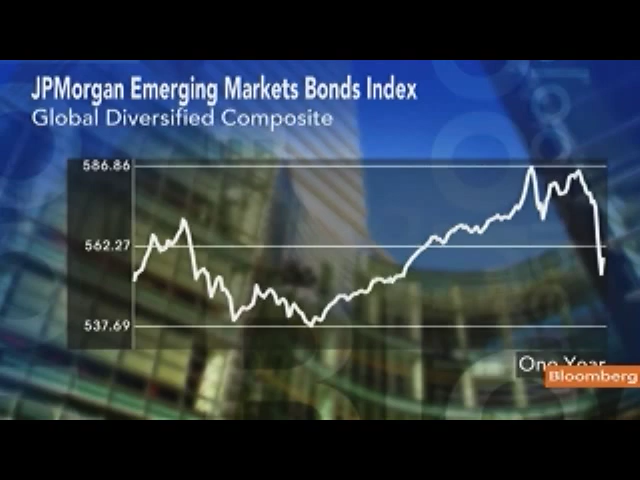 JPMorgan Emerging Markets Bonds Index
Global Diversified Composite
586.86
562.27
537.69
One Year
Bloomberg